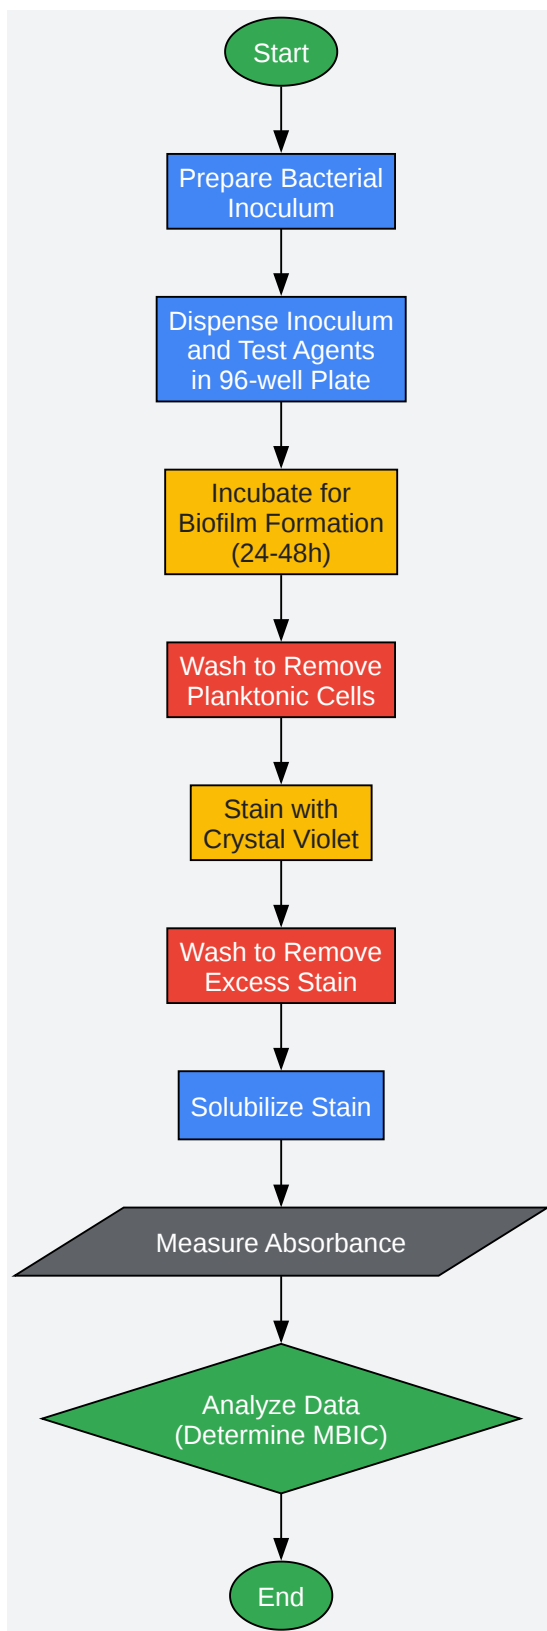 Start
Prepare Bacterial
Inoculum
Dispense Inoculum
and Test Agents
in 96-well Plate
Incubate for
Biofilm Formation
(24-48h)
Wash to Remove
Planktonic Cells
Stain with
Crystal Violet
Wash to Remove
Excess Stain
Solubilize Stain
Measure Absorbance
Analyze Data
(Determine MBIC)
End